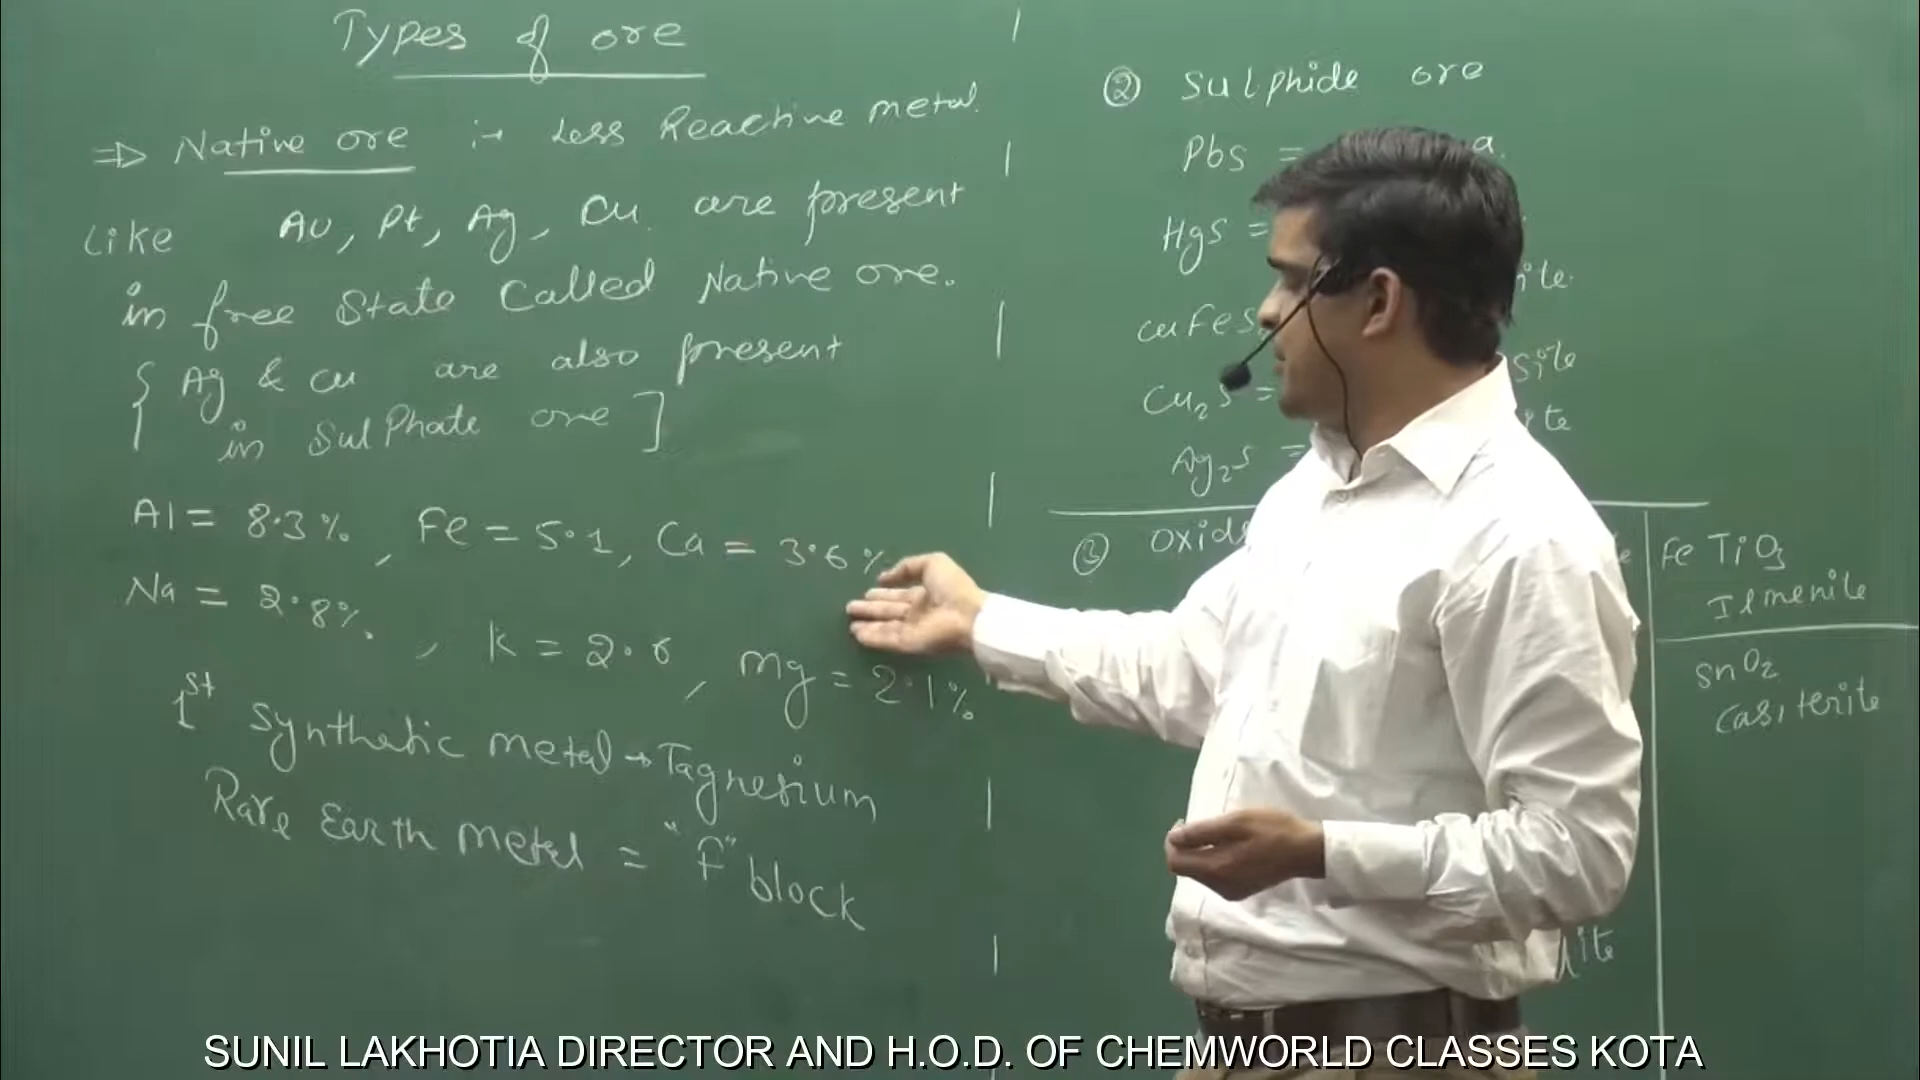 Types of ore
⇒ Native ore :→ Less Reactive metal.
Like Au, Pt, Ag, Cu. are present
in free State Called Native ore.
{ Ag & Cu are also present
in SulPhate ore ]
Al = 8.3%, Fe = 5.1, Ca = 3.6%
Na = 2.8%, K = 2.6, mg = 2.1%
1st Synthetic metal → Tagnesium
Rare Earth metal = "f" block
② Sulphide ore
Pbs =
Hgs =
Cu2S =
Ag2S =
③
Fe TiO3
Ilmenite
SnO2
Casiterite
SUNIL LAKHOTIA DIRECTOR AND H.O.D. OF CHEMWORLD CLASSES KOTA